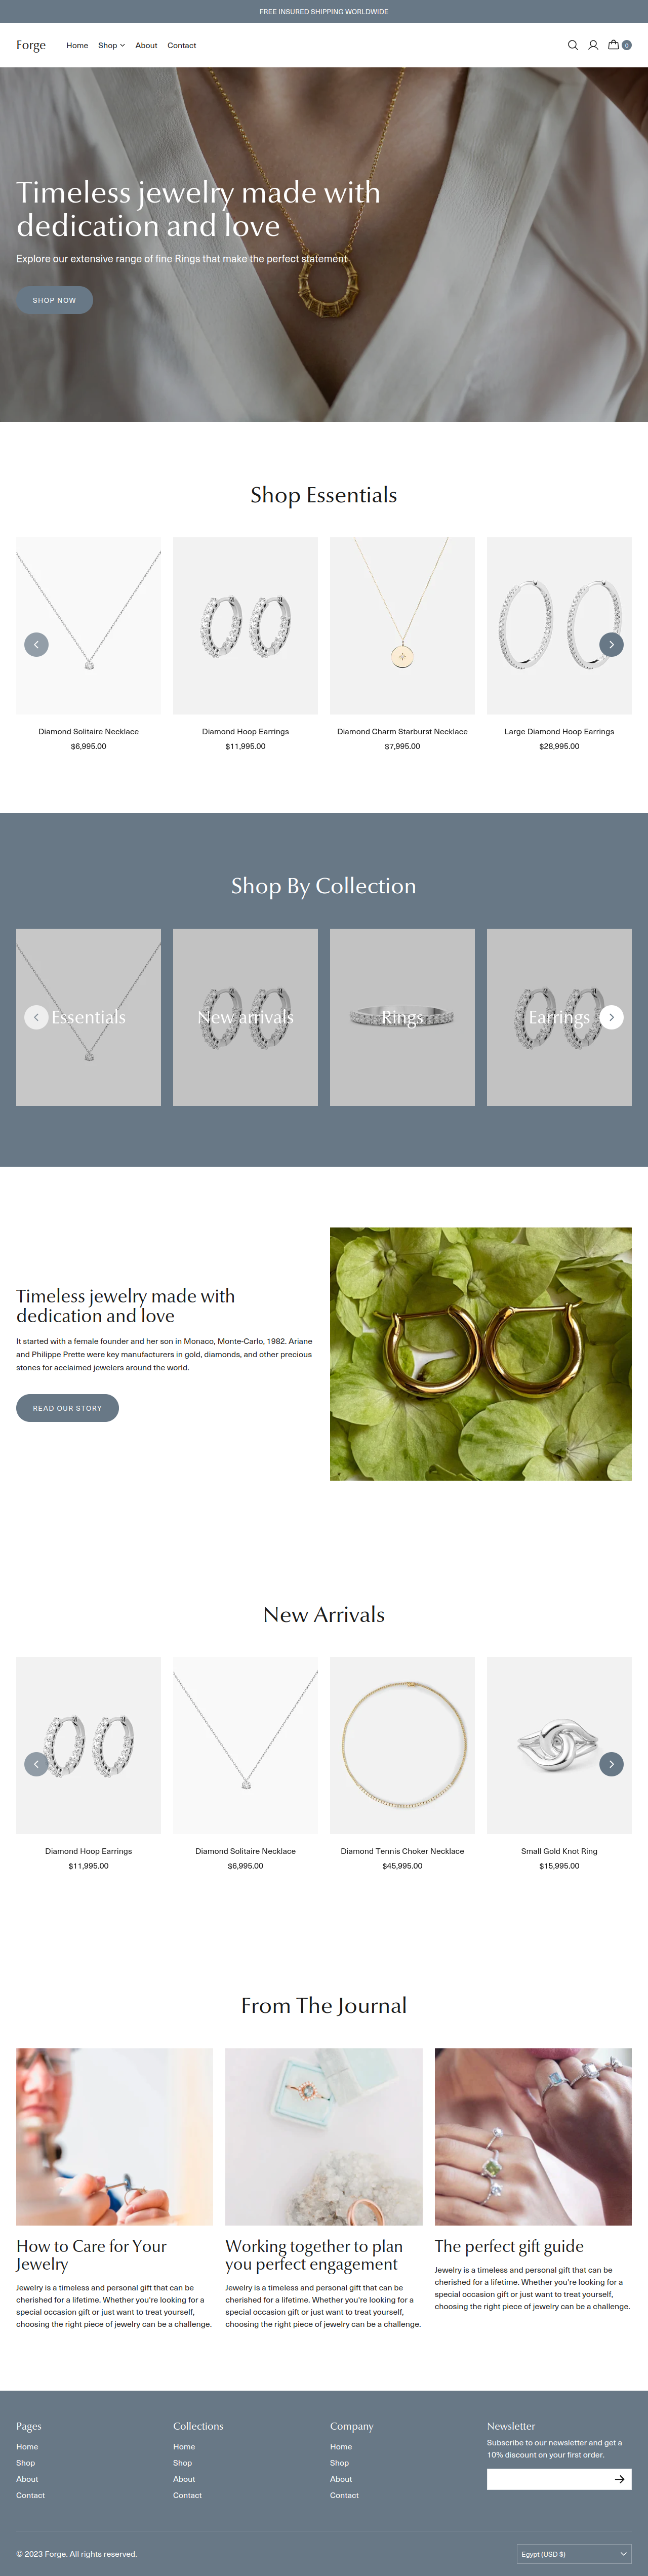 FREE INSURED SHIPPING WORLDWIDE
Forge
Home Shop About Contact
0
Timeless jewelry made with
dedication and love
Explore our extensive range of fine Rings that make the perfect statement
SHOP NOW
Shop Essentials
Diamond Solitaire Necklace
$6,995.00
Diamond Hoop Earrings
$11,995.00
Diamond Charm Starburst Necklace
$7,995.00
Large Diamond Hoop Earrings
$28,995.00
Shop By Collection
Essentials
New arrivals
Rings
Earrings
Timeless jewelry made with
dedication and love
It started with a female founder and her son in Monaco, Monte-Carlo, 1982. Ariane
and Philippe Prette were key manufacturers in gold, diamonds, and other precious
stones for acclaimed jewelers around the world.
READ OUR STORY
New Arrivals
Diamond Hoop Earrings
$11,995.00
Diamond Solitaire Necklace
$6,995.00
Diamond Tennis Choker Necklace
$45,995.00
Small Gold Knot Ring
$15,995.00
From The Journal
How to Care for Your
Jewelry
Jewelry is a timeless and personal gift that can be
cherished for a lifetime. Whether you're looking for a
special occasion gift or just want to treat yourself,
choosing the right piece of jewelry can be a challenge.
Working together to plan
you perfect engagement
Jewelry is a timeless and personal gift that can be
cherished for a lifetime. Whether you're looking for a
special occasion gift or just want to treat yourself,
choosing the right piece of jewelry can be a challenge.
The perfect gift guide
Jewelry is a timeless and personal gift that can be
cherished for a lifetime. Whether you're looking for a
special occasion gift or just want to treat yourself,
choosing the right piece of jewelry can be a challenge.
Pages
Home
Shop
About
Contact
Collections
Home
Shop
About
Contact
Company
Home
Shop
About
Contact
Newsletter
Subscribe to our newsletter and get a
10% discount on your first order.
© 2023 Forge. All rights reserved.
Egypt (USD $)